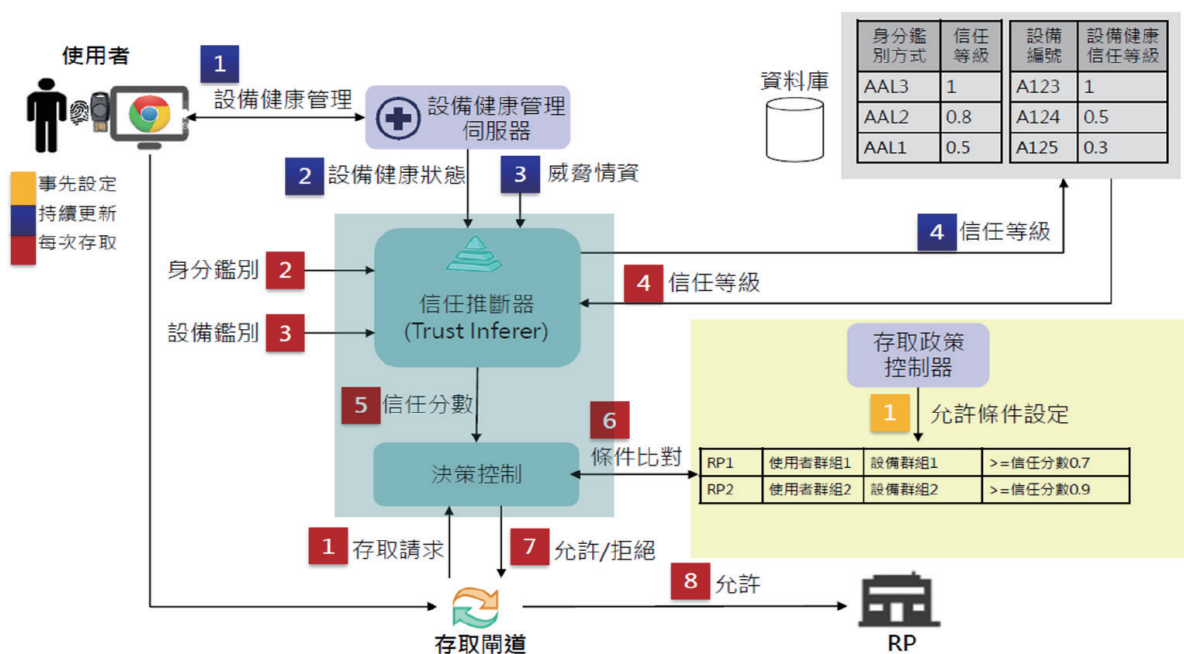 使用者
1
設備健康管理
設備健康管理
伺服器
資料庫
身分鑑
別方式
信任
等級
AAL3
1
AAL2
0.8
AAL1
0.5
設備
編號
設備健康
信任等級
A123
1
A124
0.5
A125
0.3
事先設定
持續更新
每次存取
2
設備健康狀態
3
威脅情資
4
信任等級
4
信任等級
身分鑑別
2
設備鑑別
3
信任推斷器
(Trust Inferer)
存取政策
控制器
1
允許條件設定
5
信任分數
6
條件比對
決策控制
RP1
使用者群組1
設備群組1
>=信任分數0.7
RP2
使用者群組2
設備群組2
>=信任分數0.9
1
存取請求
7
允許/拒絕
8
允許
存取閘道
RP